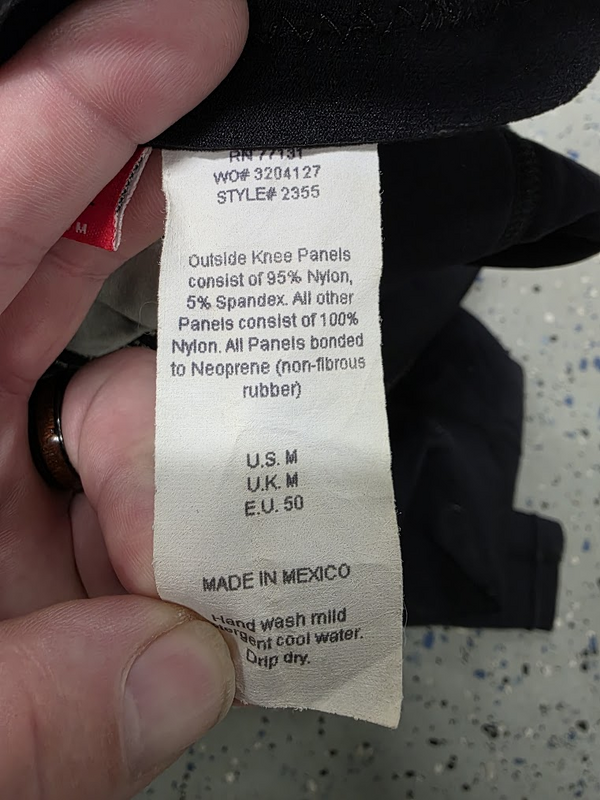 RN 77131
WO# 3204127
STYLE# 2355
Outside Knee Panels
consist of 95% Nylon,
5% Spandex. All other
Panels consist of 100%
Nylon. All Panels bonded
to Neoprene (non-fibrous
rubber)
U.S. M
U.K. M
E.U. 50
MADE IN MEXICO
Hand wash mild
cool water.
Drip dry.
M